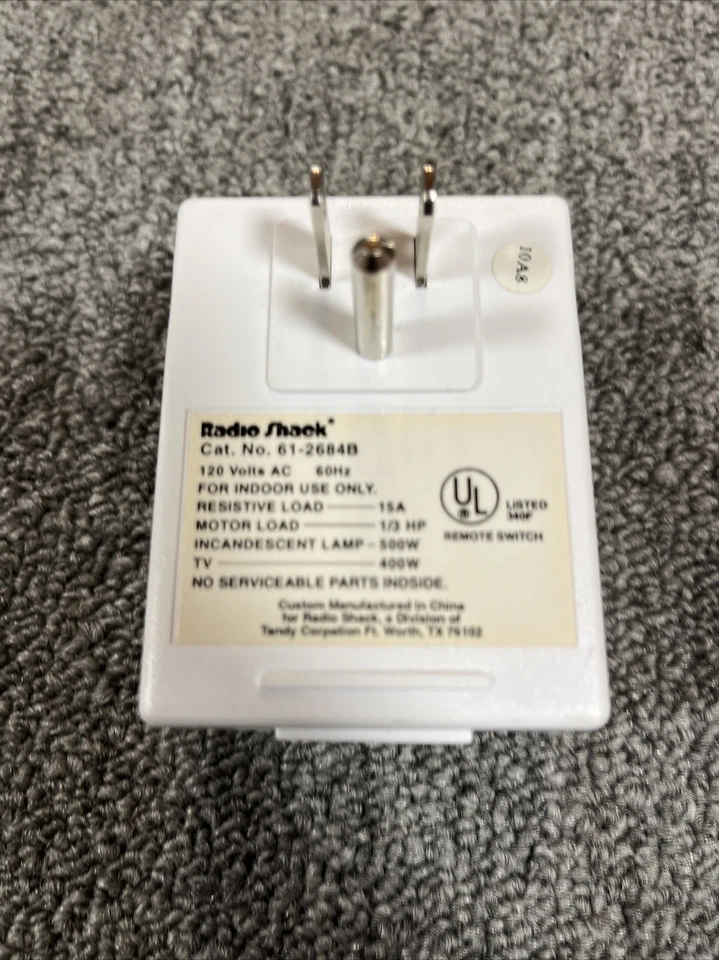 10A8
Radio Shack®
Cat. No. 61-2684B
120 Volts AC 60Hz
FOR INDOOR USE ONLY.
RESISTIVE LOAD 15A
MOTOR LOAD 1/3 HP
INCANDESCENT LAMP 500W
TV 400W
NO SERVICEABLE PARTS INDSIDE.
UL
®
LISTED
340F
REMOTE SWITCH
Custom Manufactured in China
for Radio Shack, a Division of
Tandy Corpation Ft. Worth, TX 76102